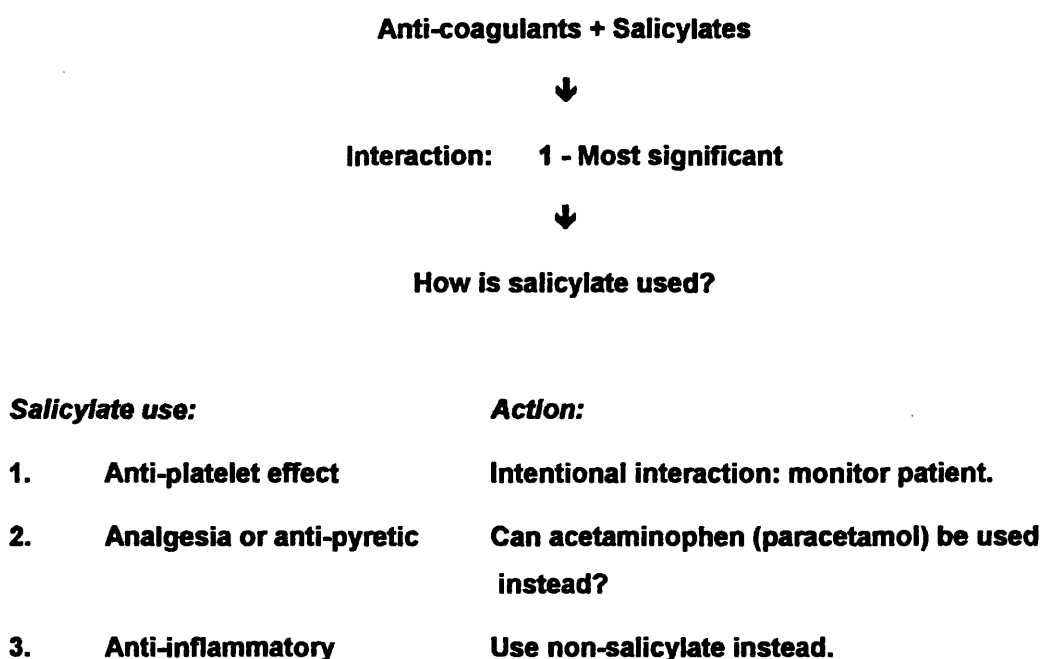 Anti-coagulants + Salicylates
↓
Interaction: 1 - Most significant
↓
How is salicylate used?
Salicylate use: Action:
1. Anti-platelet effect Intentional interaction: monitor patient.
2. Analgesia or anti-pyretic Can acetaminophen (paracetamol) be used
instead?
3. Anti-inflammatory Use non-salicylate instead.